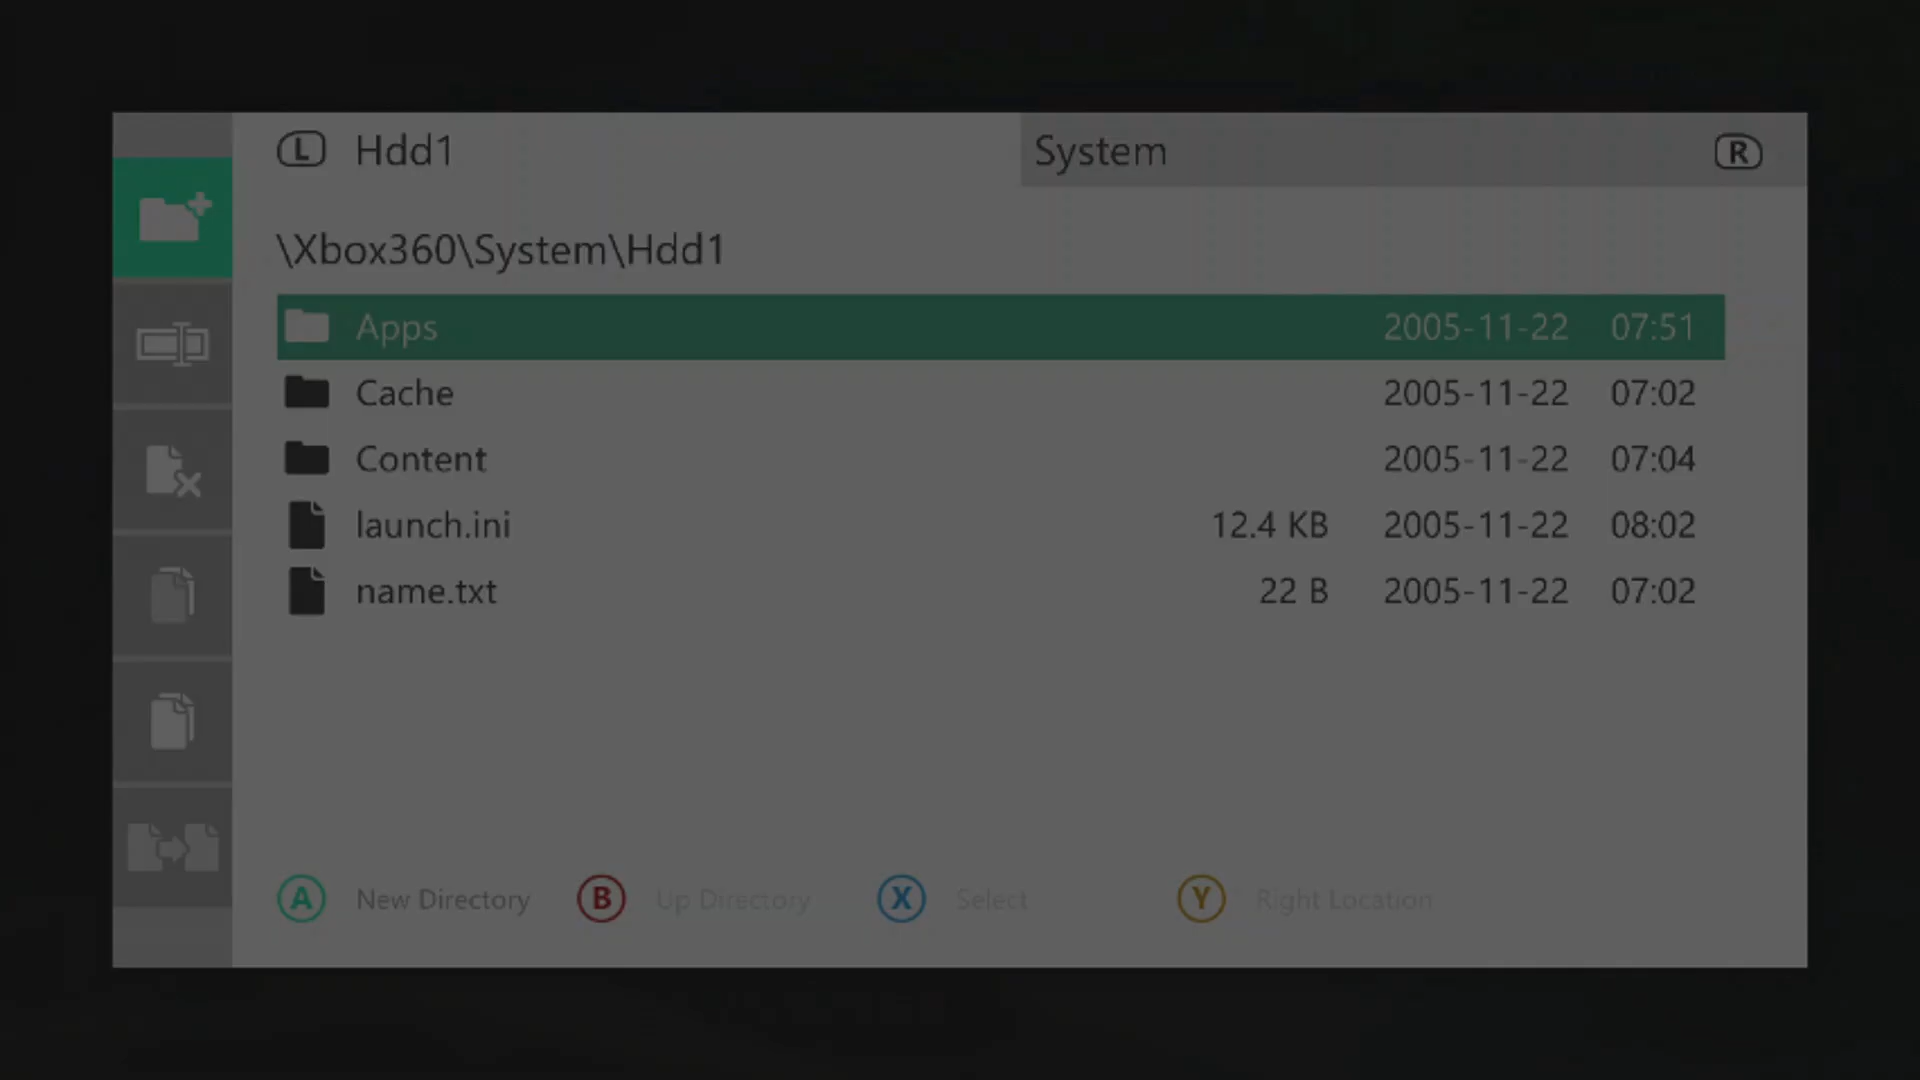 L Hdd1 System R
\Xbox360\System\Hdd1
Apps 2005-11-22 07:51
Cache 2005-11-22 07:02
Content 2005-11-22 07:04
launch.ini 12.4 KB 2005-11-22 08:02
name.txt 22 B 2005-11-22 07:02
A New Directory B Up Directory X Select Y Right Location